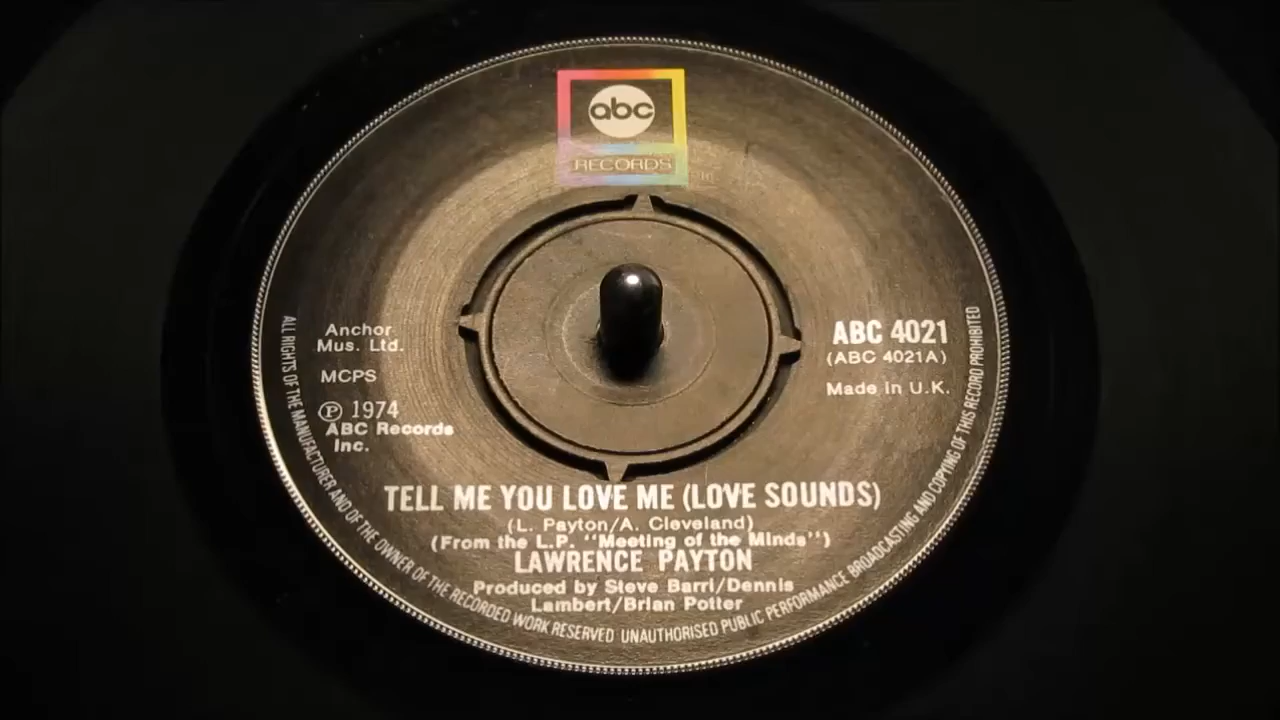 abc
RECORDS
Anchor
Mus. Ltd.
MCPS
Ⓟ 1974
ABC Records
Inc.
ABC 4021
(ABC 4021A)
Made in U.K.
TELL ME YOU LOVE ME (LOVE SOUNDS)
(L. Payton/A. Cleveland)
(From the L.P. "Meeting of the Minds")
LAWRENCE PAYTON
Produced by Steve Barri/Dennis
Lambert/Brian Potter
ALL RIGHTS OF THE MANUFACTURER AND OF THE OWNER OF THE RECORDED WORK RESERVED UNAUTHORISED PUBLIC PERFORMANCE BROADCASTING AND COPYING OF THIS RECORD PROHIBITED